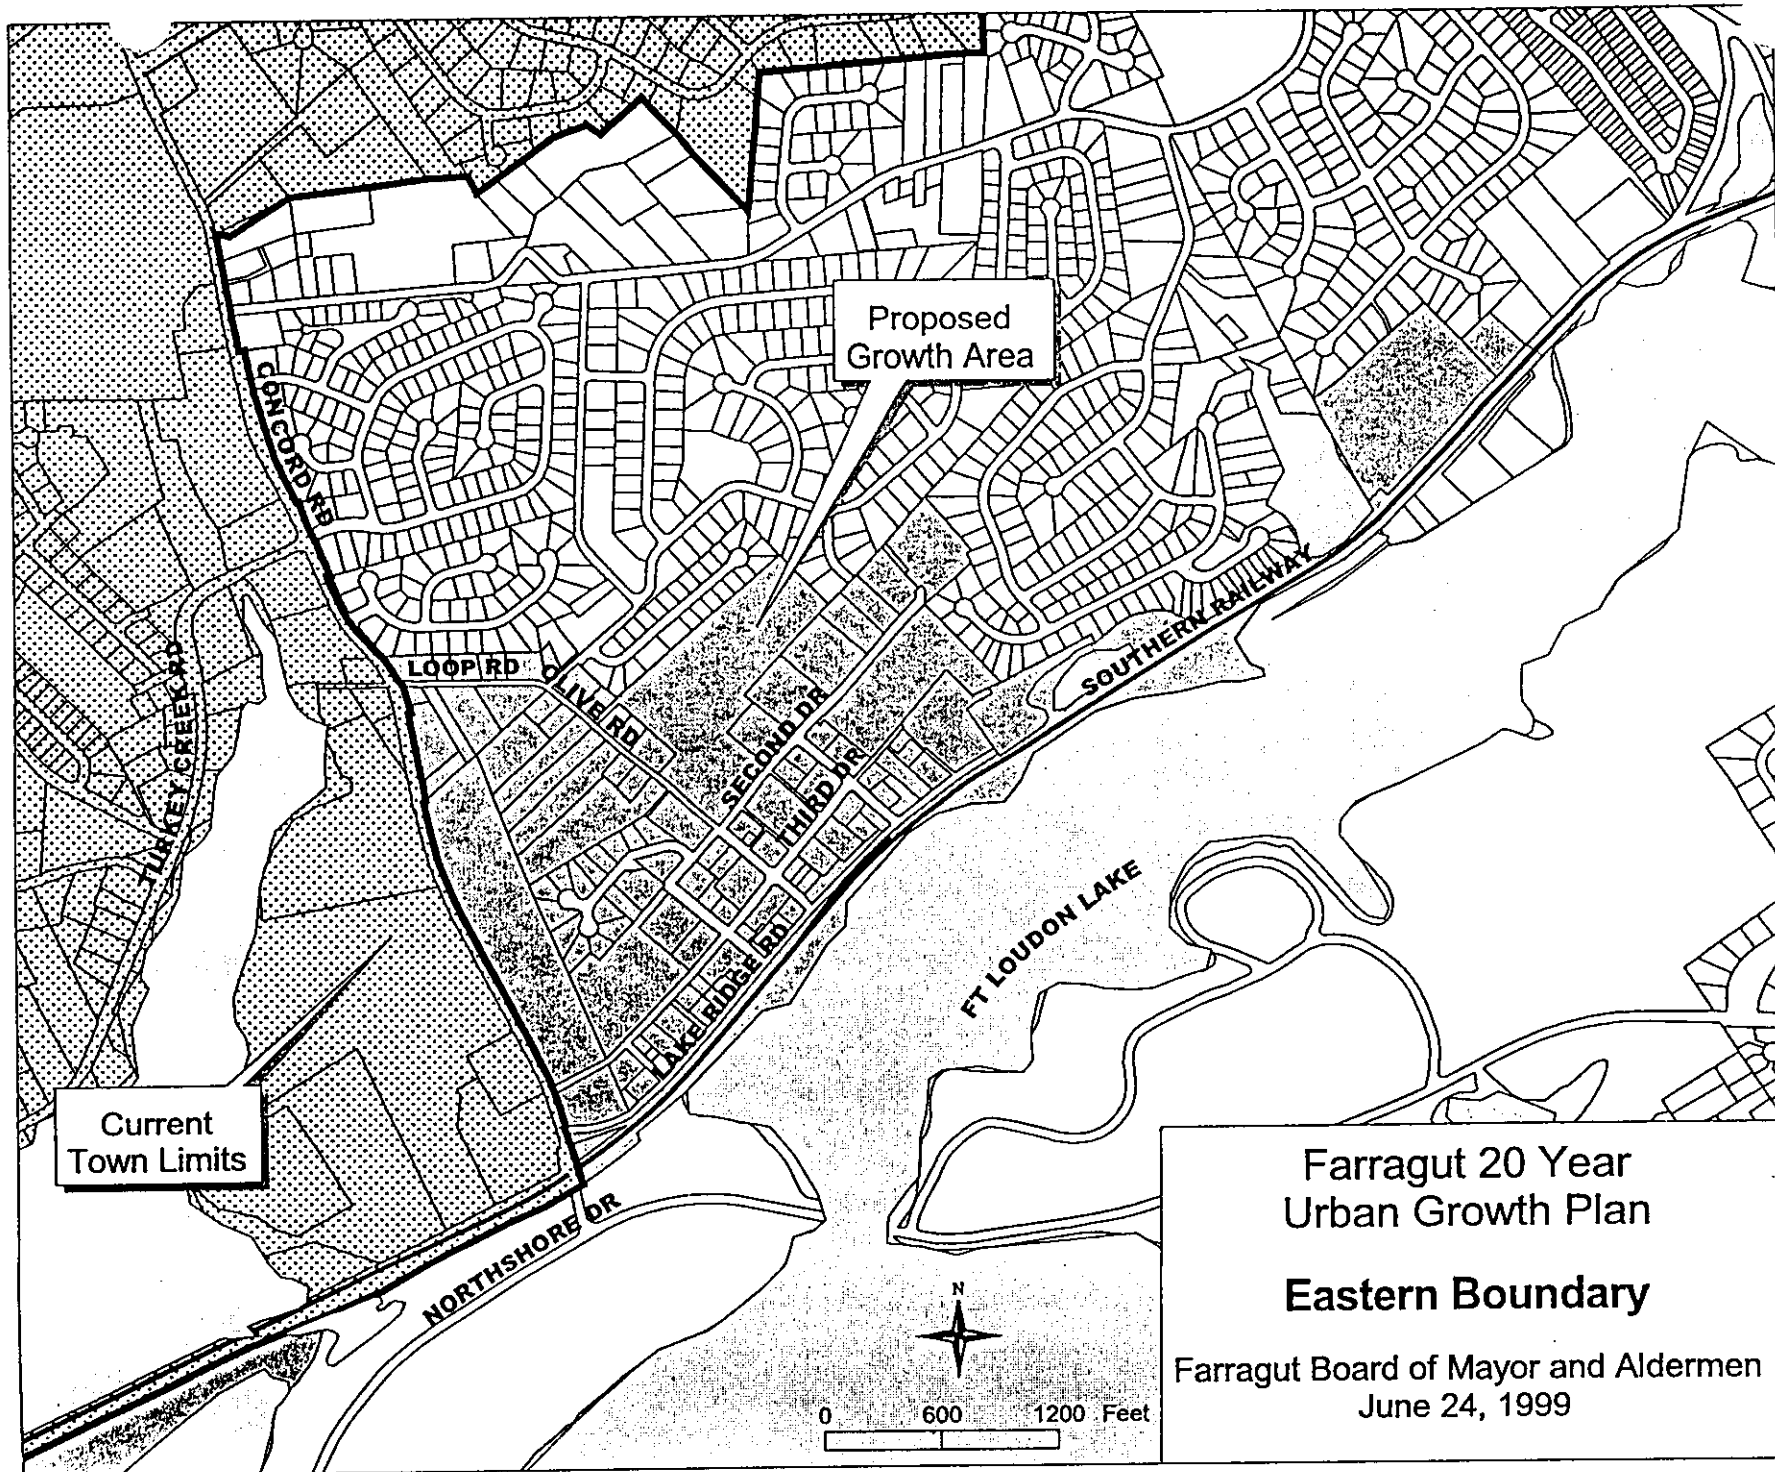 Proposed
Growth Area
CONCORD RD
LOOP RD
OLIVE RD
TURKEY CREEK RD
SECOND DR
THIRD DR
SOUTHERN RAILWAY
LAKE RIDGE RD
FT LOUDON LAKE
NORTHSHORE DR
Current
Town Limits
N
0 600 1200 Feet
Farragut 20 Year
Urban Growth Plan
Eastern Boundary
Farragut Board of Mayor and Aldermen
June 24, 1999